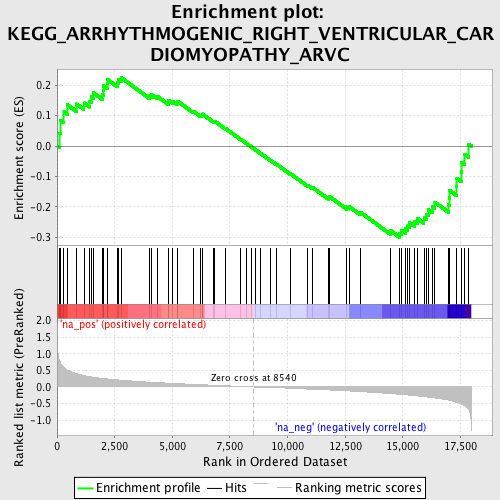 Enrichment plot:
KEGG_ARRHYTHMOGENIC_RIGHT_VENTRICULAR_CAR
DIOMYOPATHY_ARVC
Enrichment score (ES)
0.2
0.1
0.0
-0.1
-0.2
-0.3
'na_pos' (positively correlated)
Ranked list metric (PreRanked)
2.0
1.5
1.0
0.5
0.0
-0.5
-1.0
Zero cross at 8540
'na_neg' (negatively correlated)
0
2,500
5,000
7,500
10,000
12,500
15,000
17,500
Rank in Ordered Dataset
Enrichment profile
Hits
Ranking metric scores